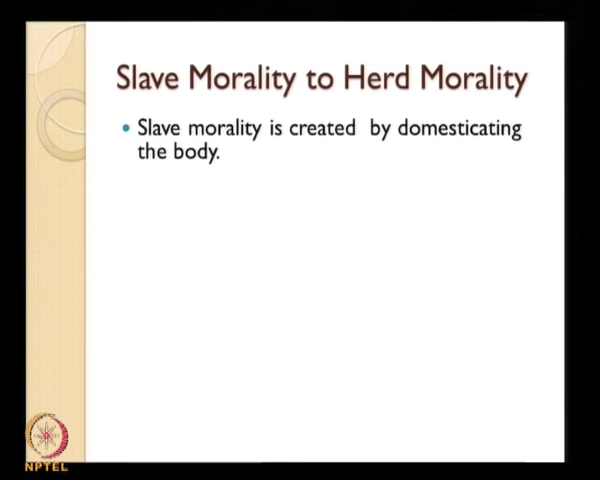 Slave Morality to Herd Morality
Slave morality is created by domesticating
the body.
NPTEL